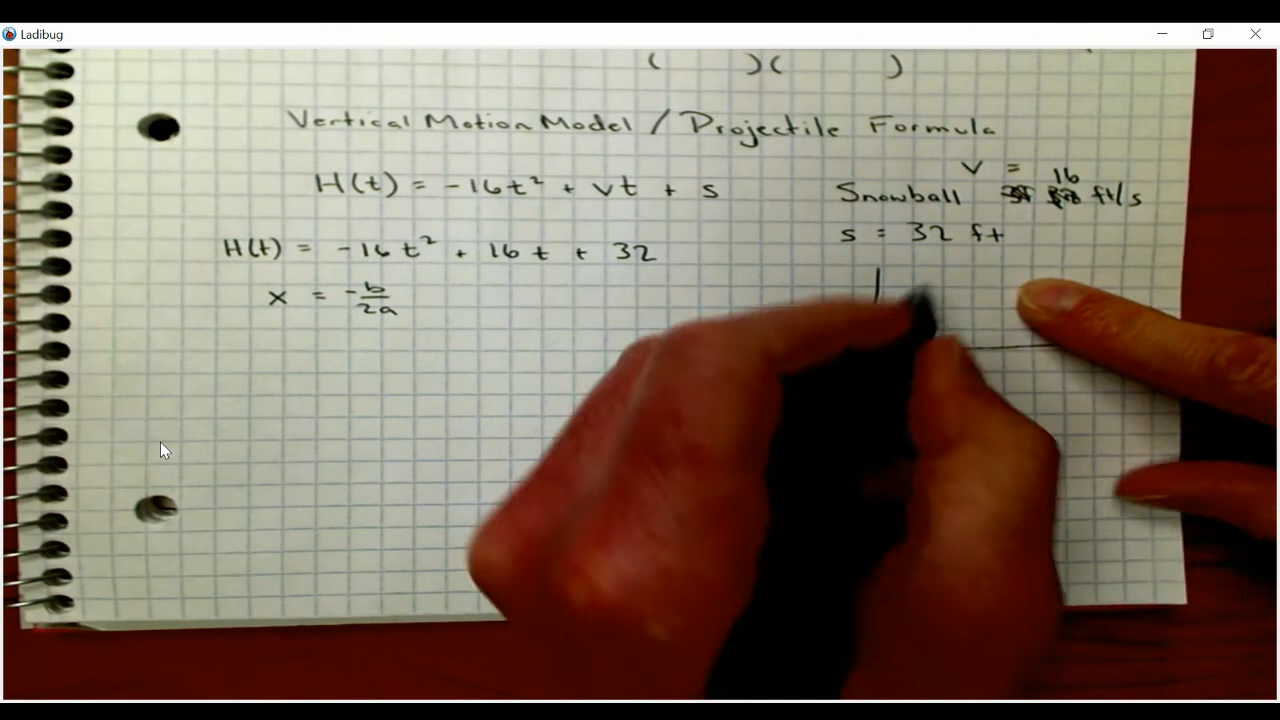 Ladibug
( )( )
Vertical Motion Model / Projectile Formula
H(t) = -16t² + vt + s
v = 16
Snowball ft/s
s = 32 ft
H(t) = -16t² + 16t + 32
x = -b/2a